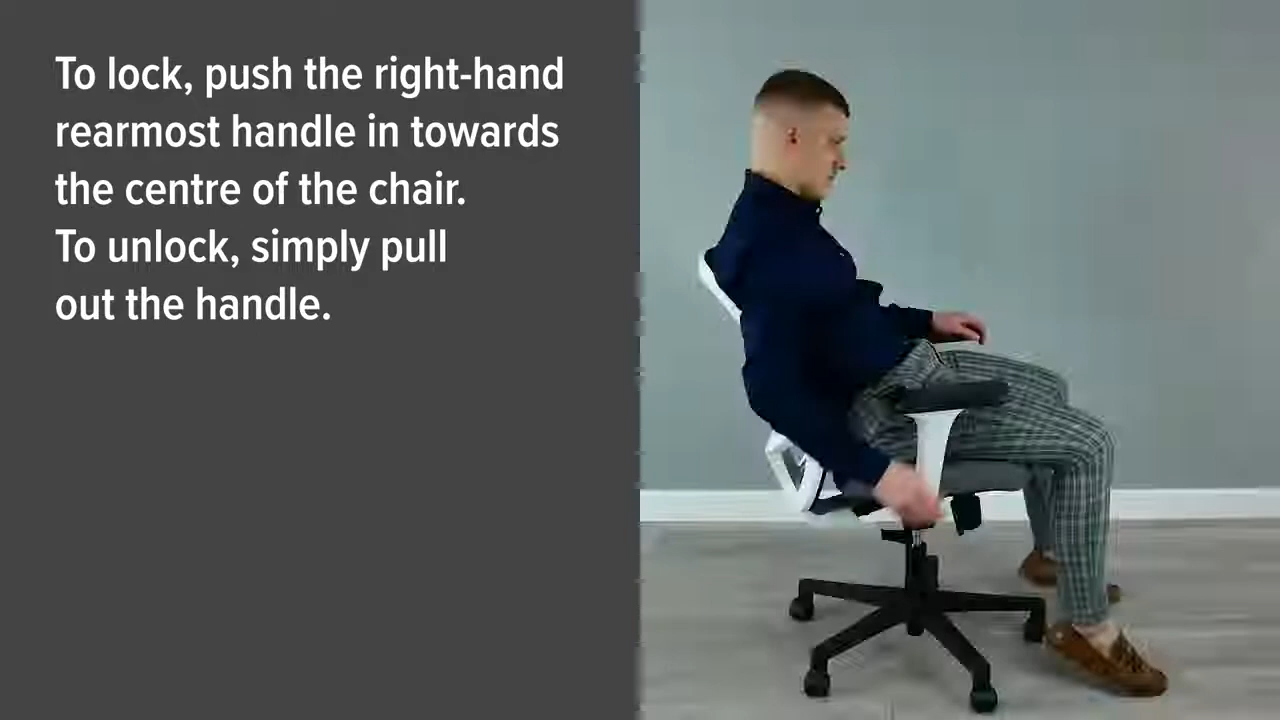 To lock, push the right-hand
rearmost handle in towards
the centre of the chair.
To unlock, simply pull
out the handle.